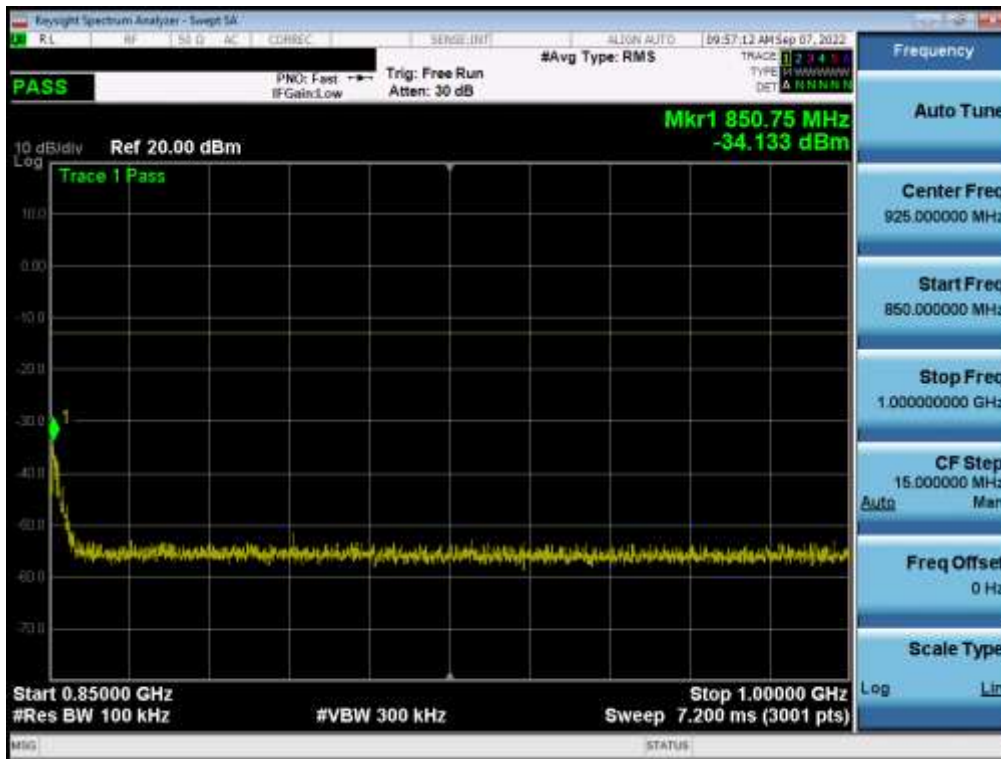 Keysight Spectrum Analyzer - Swept SA
RL RF 50 Ω AC CORREC SENSE:INT ALIGN AUTO 09:57:12 AM Sep 07, 2022
#Avg Type: RMS
TRACE 1 2 3 4 5 6
PASS
PNO: Fast
IFGain:Low
Trig: Free Run
Atten: 30 dB
TYPE M WWWWW
DET A N N N N N
Mkr1 850.75 MHz
-34.133 dBm
10 dB/div
Log
Ref 20.00 dBm
Trace 1 Pass
10.0
0.00
-10.0
-20.0
-30.0
1
-40.0
-50.0
-60.0
-70.0
Start 0.85000 GHz
Stop 1.00000 GHz
#Res BW 100 kHz
#VBW 300 kHz
Sweep 7.200 ms (3001 pts)
MSG
STATUS
Frequency
Auto Tune
Center Freq
925.000000 MHz
Start Freq
850.000000 MHz
Stop Freq
1.000000000 GHz
CF Step
15.000000 MHz
Auto Man
Freq Offset
0 Hz
Scale Type
Log Lin